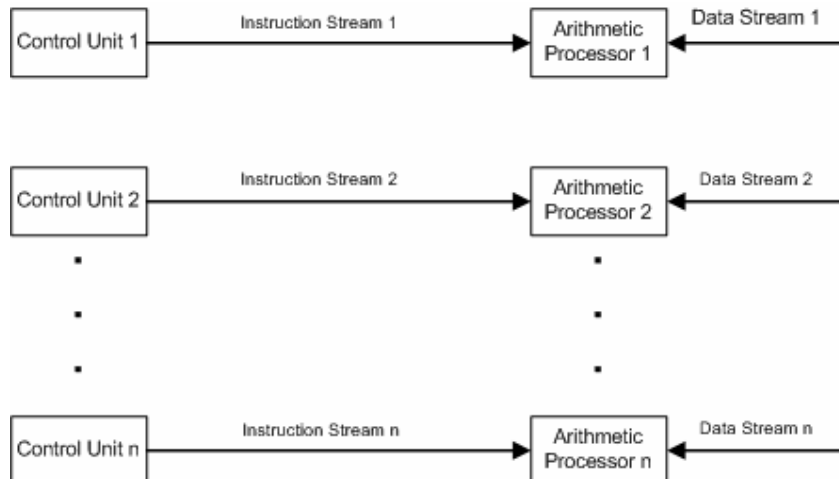 Control Unit 1
Instruction Stream 1
Arithmetic
Processor 1
Data Stream 1
Control Unit 2
Instruction Stream 2
Arithmetic
Processor 2
Data Stream 2
Control Unit n
Instruction Stream n
Arithmetic
Processor n
Data Stream n